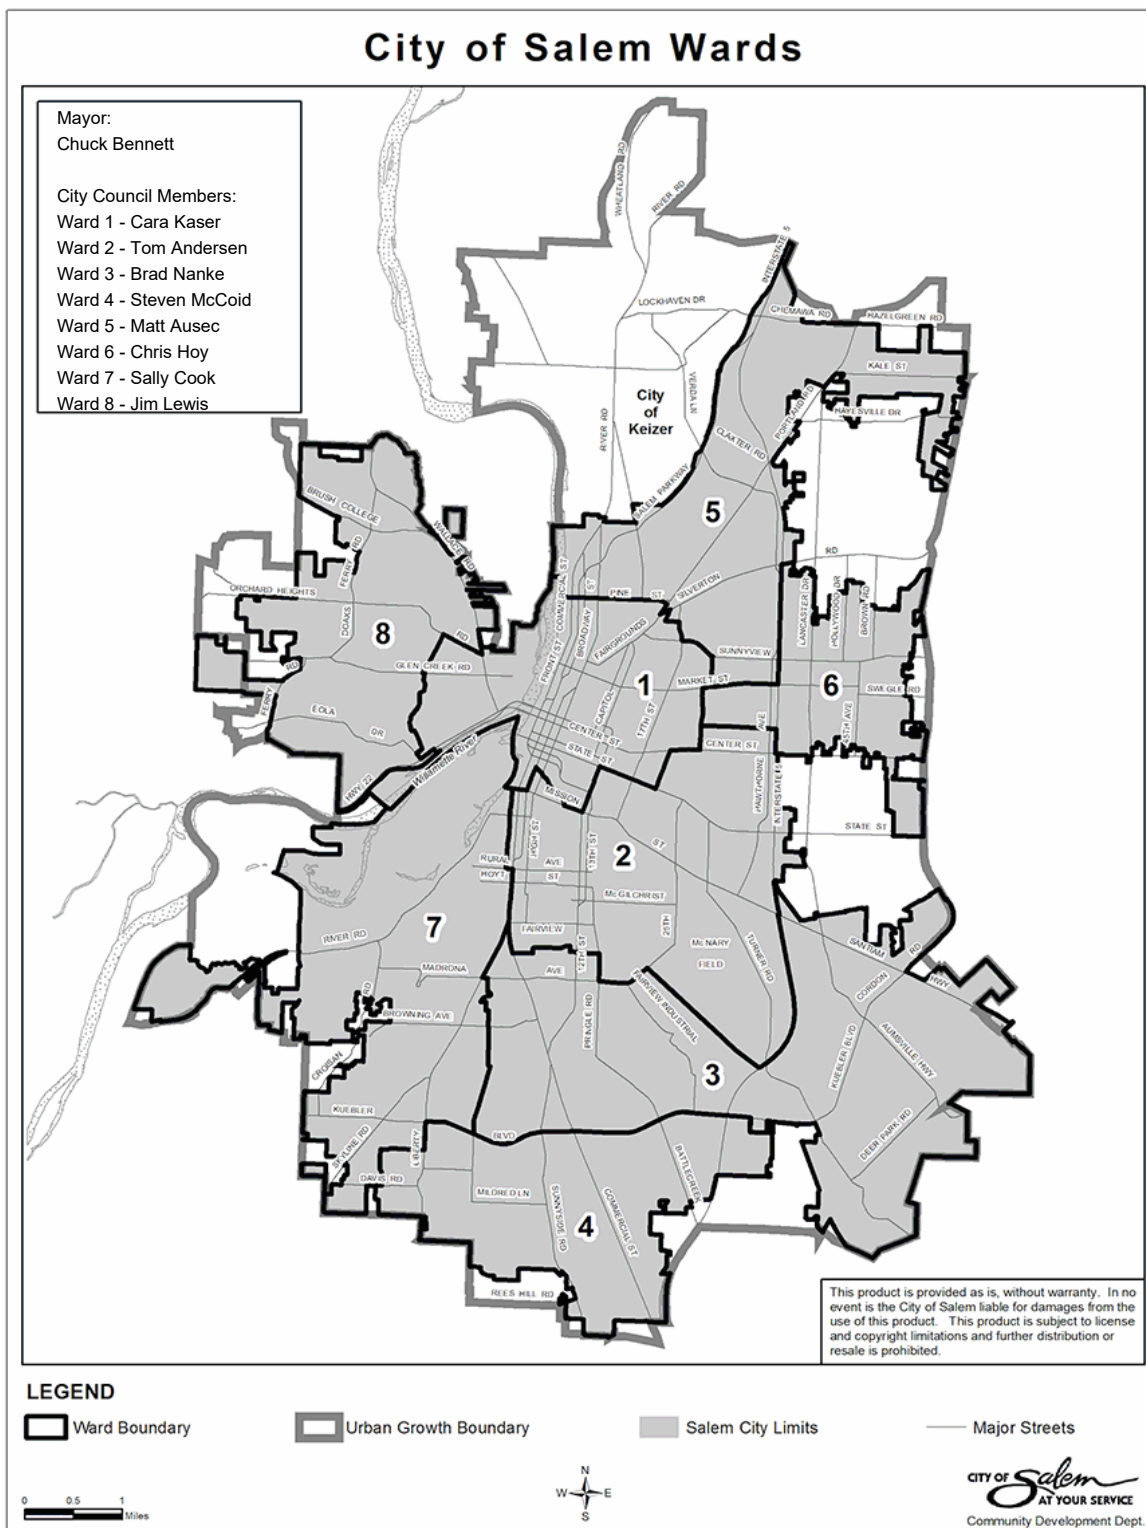 City of Salem Wards
Mayor:
Chuck Bennett
City Council Members:
Ward 1 - Cara Kaser
Ward 2 - Tom Andersen
Ward 3 - Brad Nanke
Ward 4 - Steven McCoid
Ward 5 - Matt Ausec
Ward 6 - Chris Hoy
Ward 7 - Sally Cook
Ward 8 - Jim Lewis
WHEATLAND RD
RIVER RD
INTERSTATE 5
LOCKHAVEN DR
CHEMAWA RD
HAZELGREEN RD
KALE ST
VERDA LN
City
of
Keizer
PORTLAND RD
HAYESVILLE DR
RIVER RD
CLAXTER RD
SALEM PARKWAY
BRUSH COLLEGE
RD
WALLACE RD
5
RD
SILVERTON
ORCHARD HEIGHTS
RD
DOAKS
FERRY RD
PINE ST
COMMERCIAL ST
BROADWAY ST
FRONT ST
FAIRGROUNDS
LANCASTER DR
HOLLYWOOD DR
BROWN RD
8
SUNNYVIEW
GLEN CREEK RD
RD
FERRY
1
MARKET ST
6
SWEGLE RD
CAPITOL
17TH ST
45TH AVE
EOLA
DR
CENTER ST
STATE ST
CENTER ST
HAWTHORNE AVE
INTERSTATE 5
Willamette River
HWY 22
MISSION
ST
STATE ST
HIGH ST
13TH ST
2
RURAL AVE
HOYT ST
McGILCHRIST
25TH
7
FAIRVIEW
RIVER RD
12TH ST
McNARY
FIELD
TURNER RD
SANTIAM
HWY
CORDON
RD
MADRONA
AVE
FAIRVIEW INDUSTRIAL
RD
BROWNING AVE
PRINGLE RD
CROISAN
KUEBLER BLVD
AUMSVILLE HWY
3
KUEBLER
BLVD
DEER PARK RD
SKYLINE RD
LIBERTY
DAVIS RD
MILDRED LN
BATTLECREEK
SUNNYSIDE RD
COMMERCIAL ST
4
REES HILL RD
This product is provided as is, without warranty. In no
event is the City of Salem liable for damages from the
use of this product. This product is subject to license
and copyright limitations and further distribution or
resale is prohibited.
LEGEND
Ward Boundary
Urban Growth Boundary
Salem City Limits
Major Streets
N
W
E
S
0
0.5
1
Miles
CITY OF Salem
AT YOUR SERVICE
Community Development Dept.